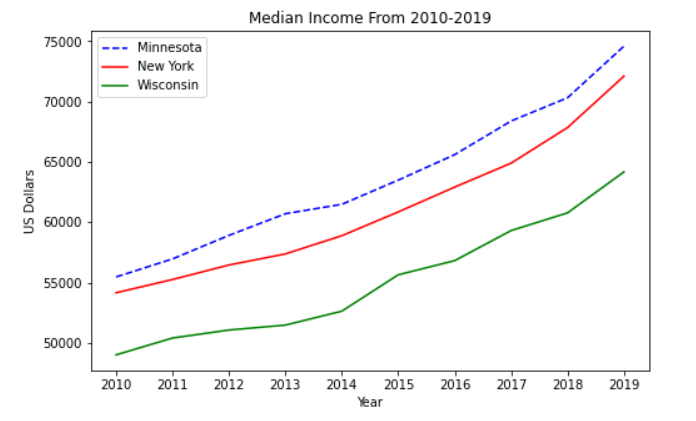 Median Income From 2010-2019
Minnesota
New York
Wisconsin
75000
70000
65000
60000
55000
50000
US Dollars
2010 2011 2012 2013 2014 2015 2016 2017 2018 2019
Year